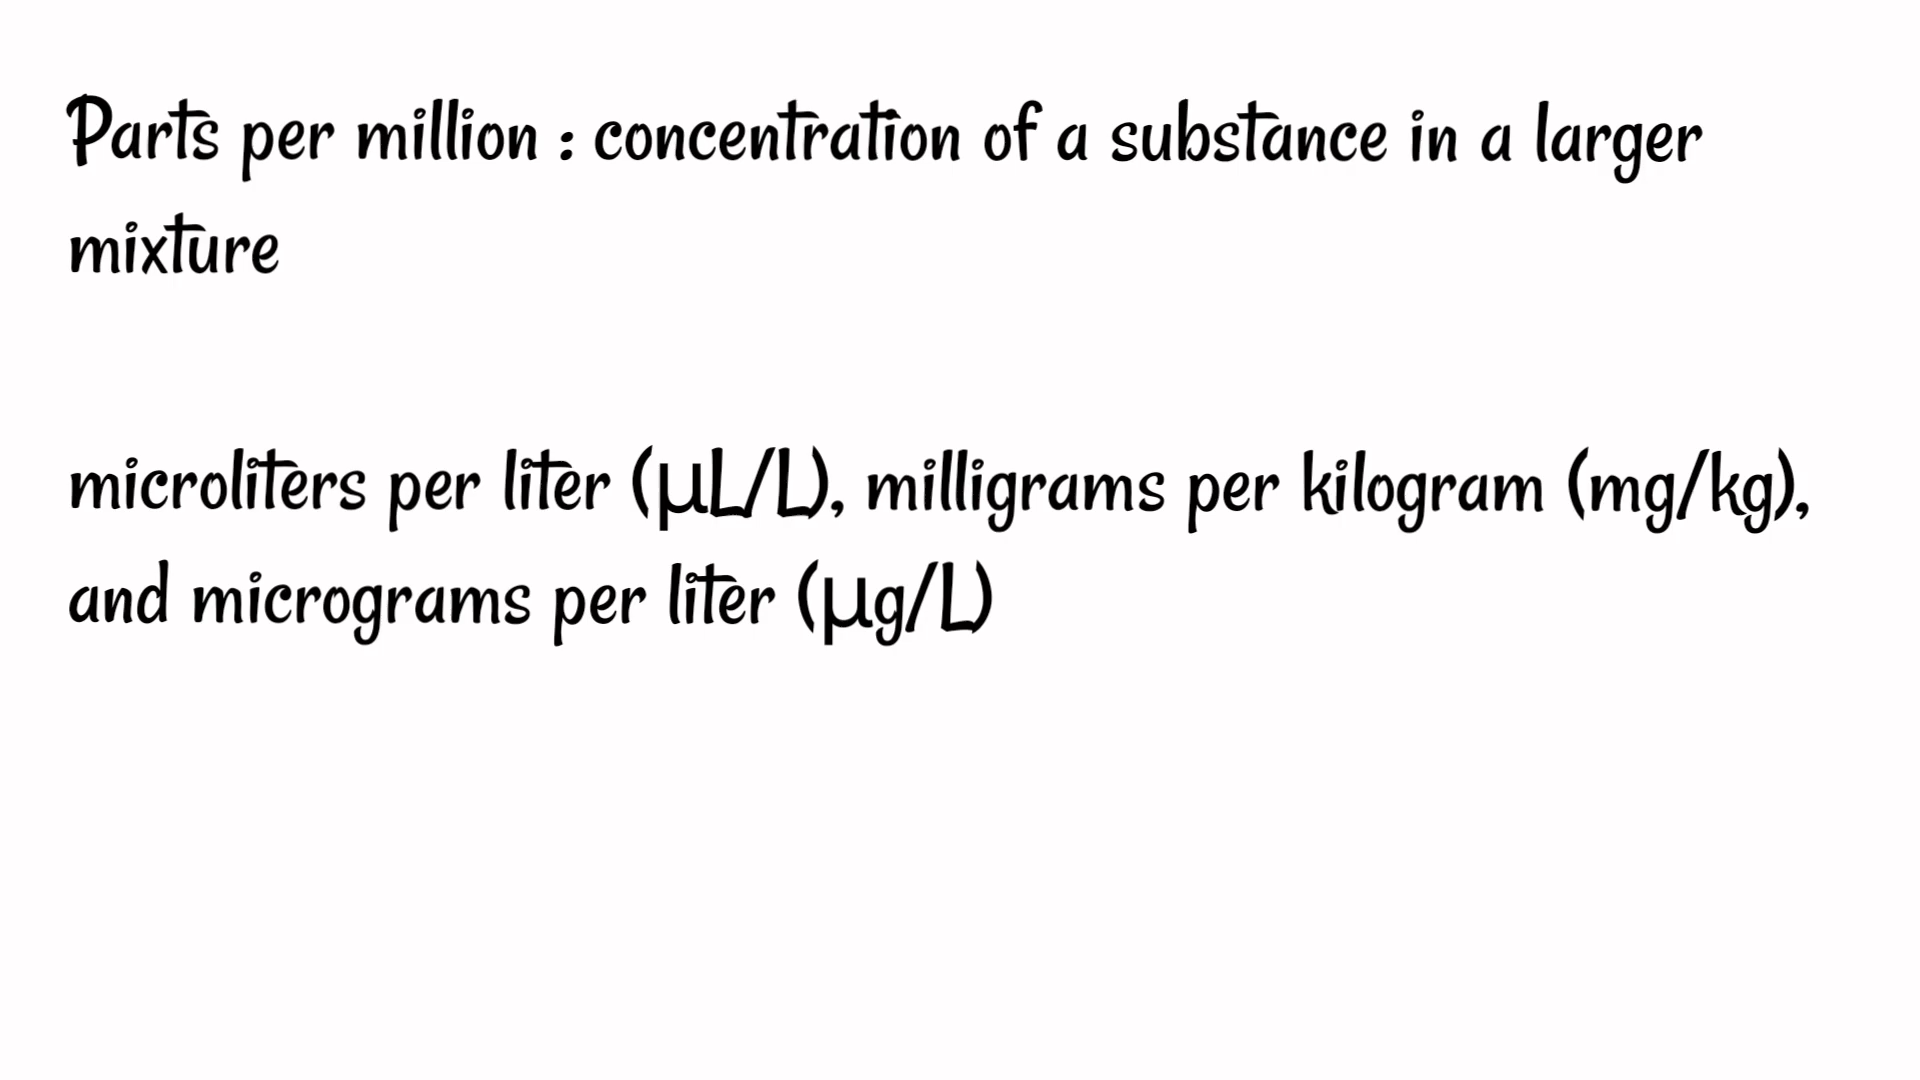 Parts per million : concentration of a substance in a larger
mixture
microliters per liter (µL/L), milligrams per kilogram (mg/kg),
and micrograms per liter (µg/L)